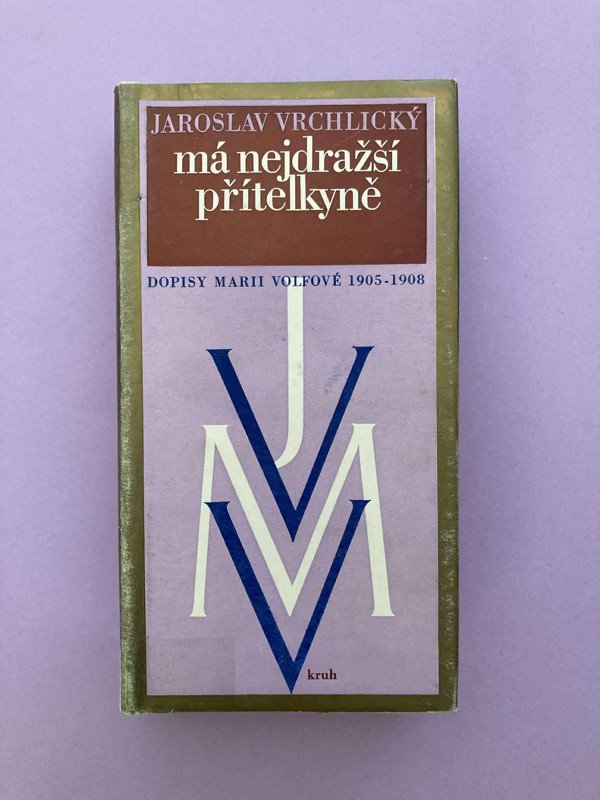 JAROSLAV VRCHLICKÝ
má nejdražší
přítelkyně
DOPISY MARII VOLFOVÉ 1905-1908
J
V
M
V
kruh